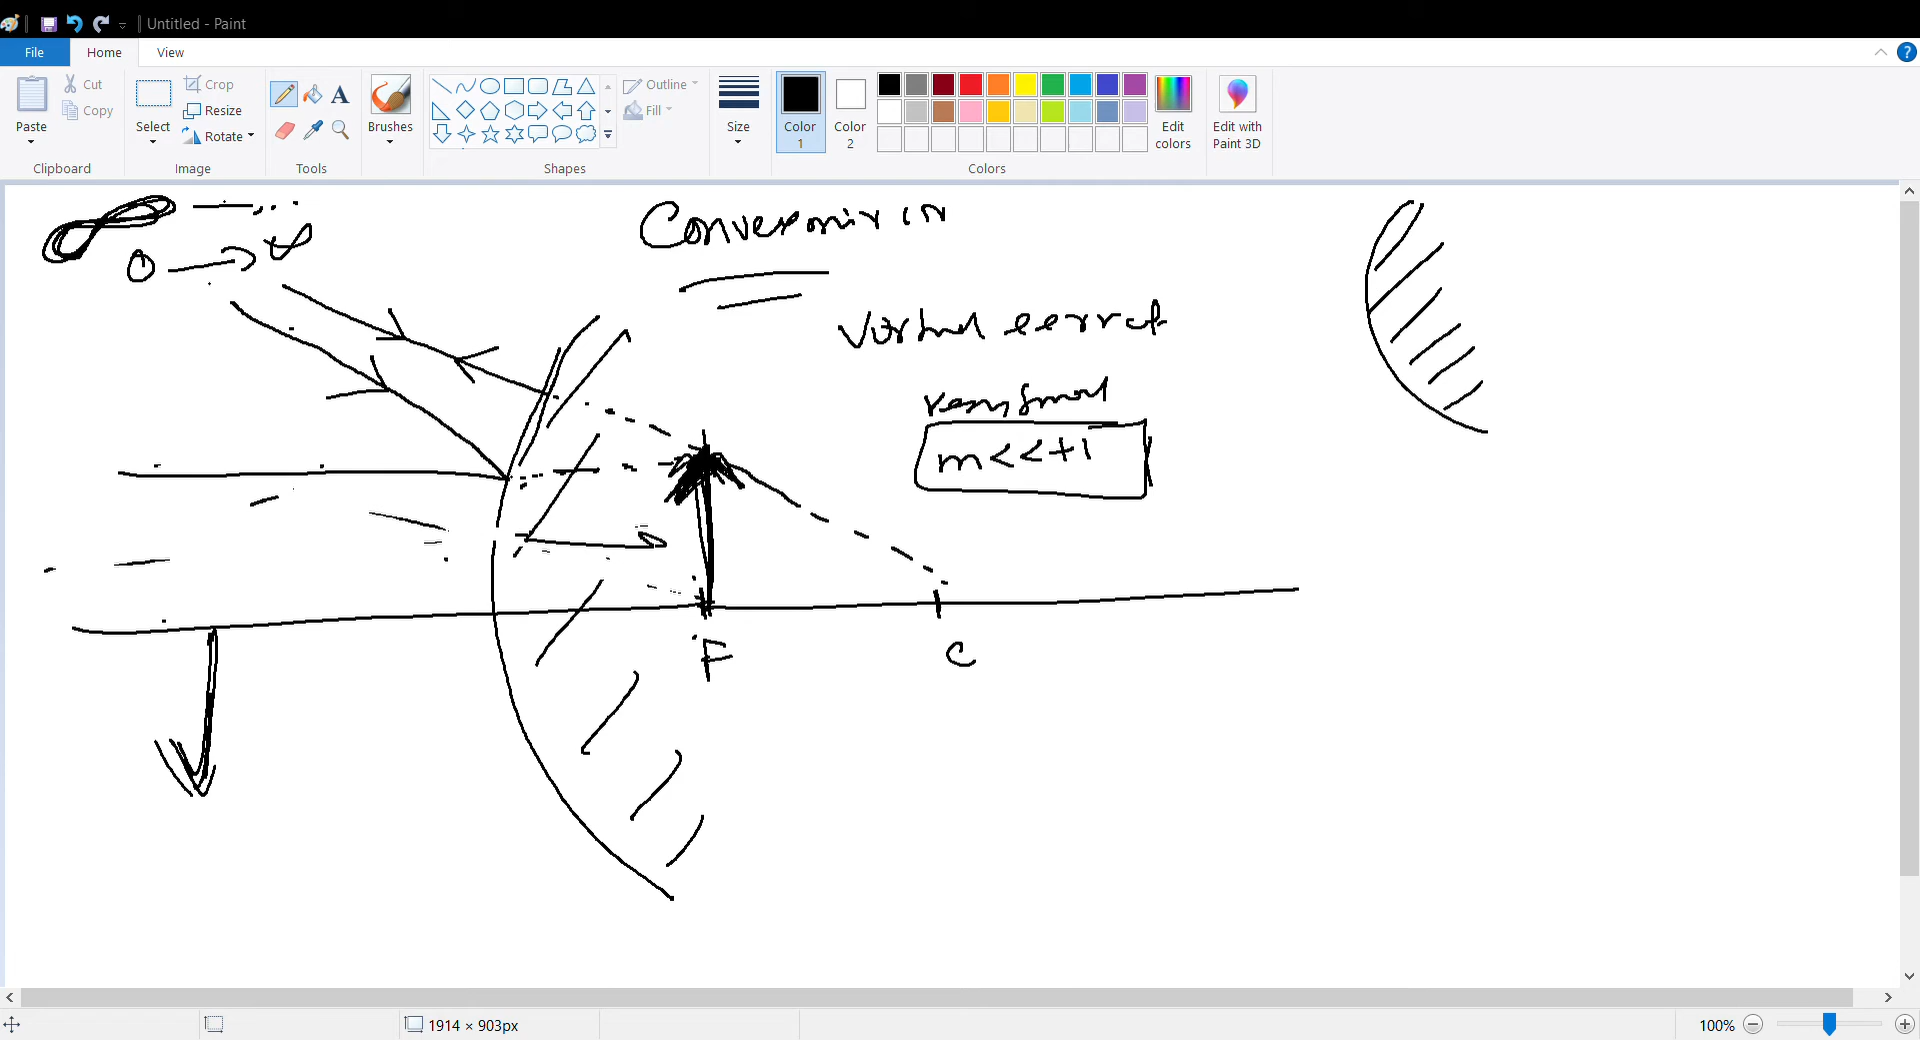 Untitled - Paint
File Home View
Paste
Cut
Copy
Clipboard
Select
Crop
Resize
Rotate
Image
A
Tools
Brushes
Outline
Fill
Shapes
Size
Color 1
Color 2
Edit colors
Colors
Edit with Paint 3D
?
∞
O → ∞
m<<+1
F
C
1914 × 903px
100%